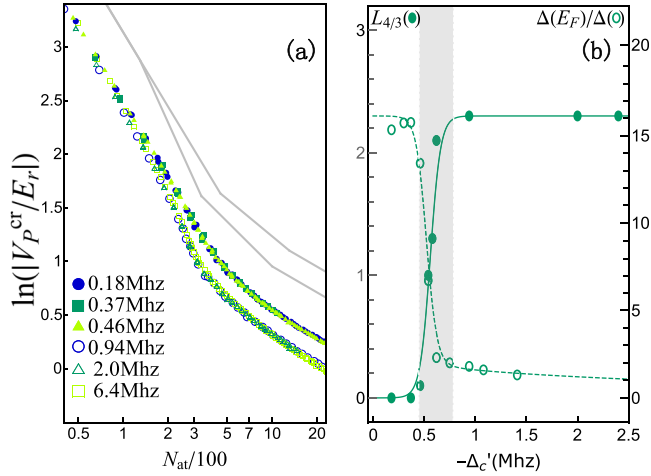 (a)
ln(|V_P^cr/E_r|)
3
2.5
2
1.5
1
0.5
0
0.18Mhz
0.37Mhz
0.46Mhz
0.94Mhz
2.0Mhz
6.4Mhz
0.5 1 2 3 5 7 10 20
N_at/100
L_4/3( ) Δ(E_F)/Δ( )
(b)
3
2
1
0
20
15
10
5
0
0 0.5 1.0 1.5 2.0 2.5
−Δ_c'(Mhz)